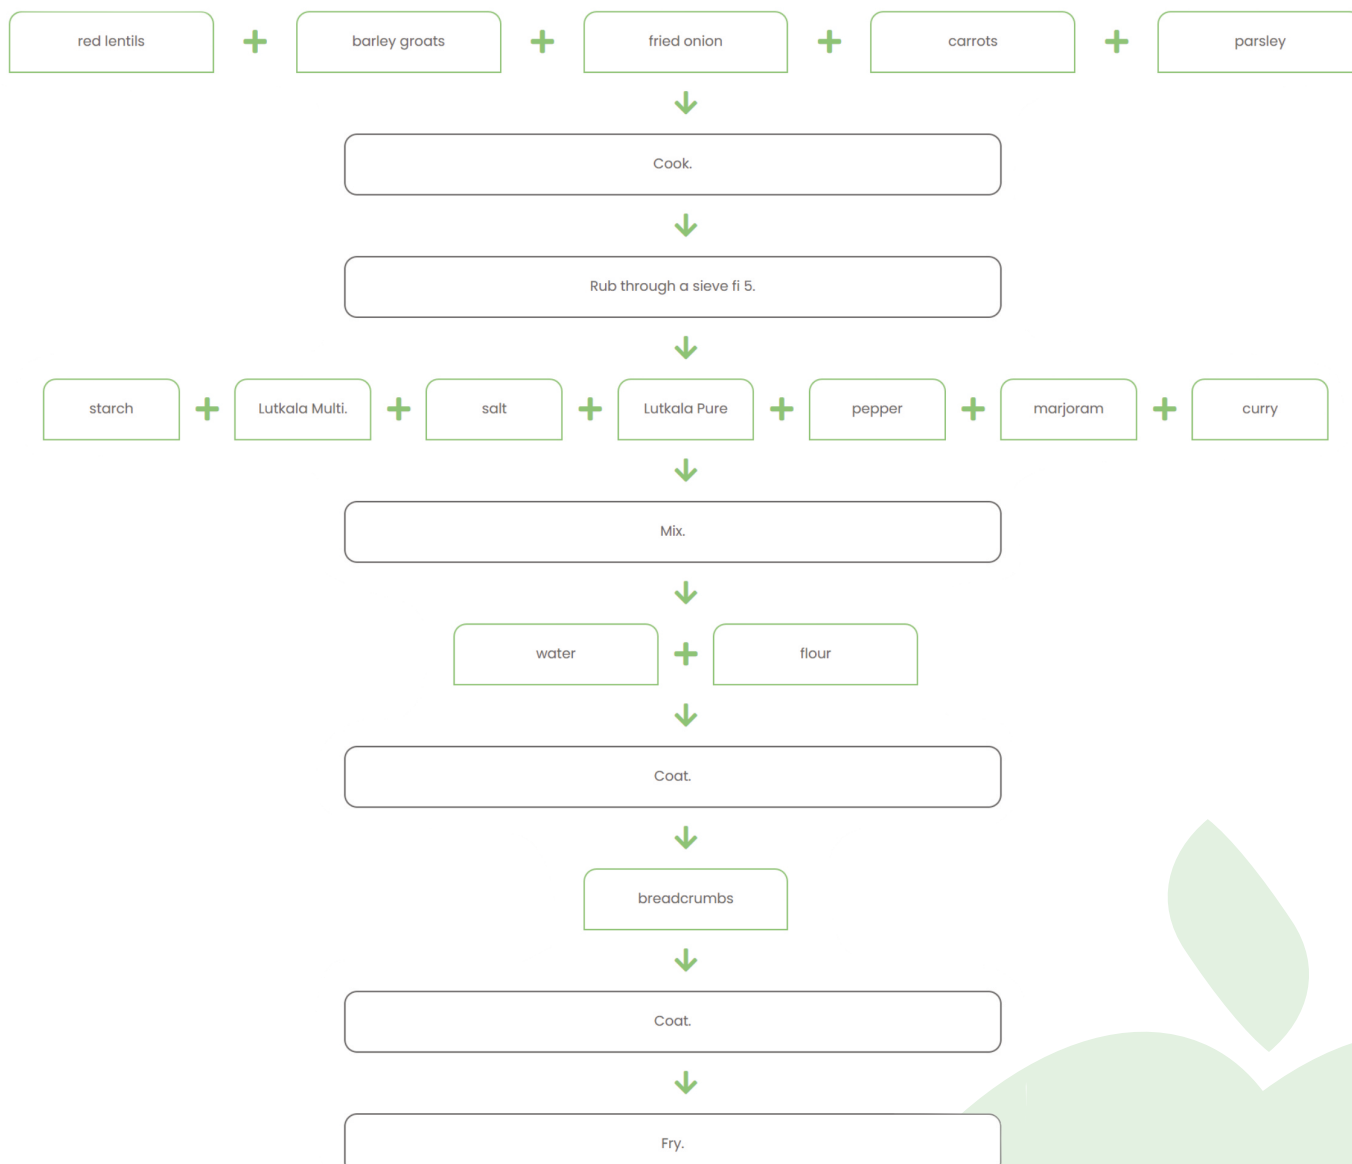 red lentils + barley groats + fried onion + carrots + parsley
Cook.
Rub through a sieve fi 5.
starch + Lutkala Multi. + salt + Lutkala Pure + pepper + marjoram + curry
Mix.
water + flour
Coat.
breadcrumbs
Coat.
Fry.